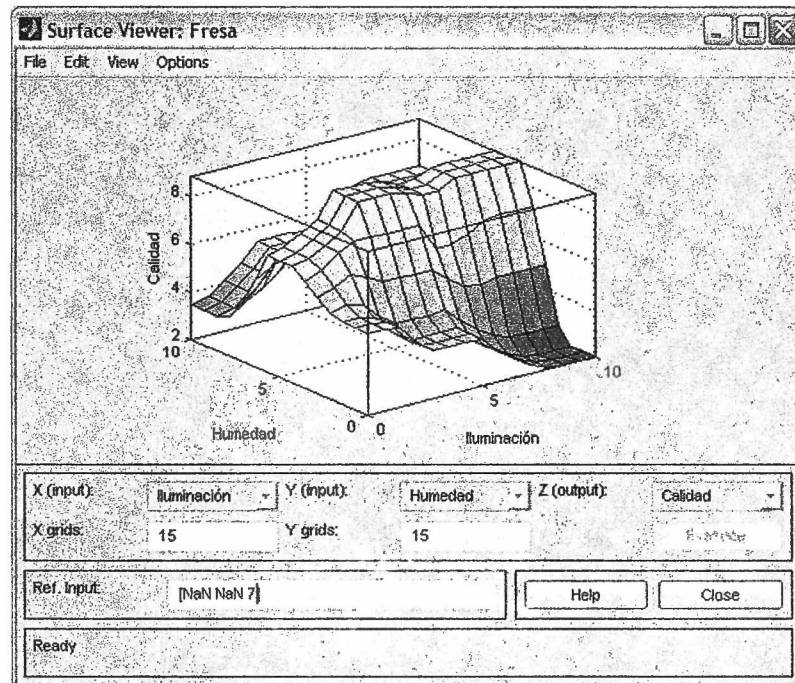 Surface Viewer: Fresa
File Edit View Options
8
6
4
2
Calidad
10
5
0
Humedad
0
5
10
Iluminación
X (input):
Iluminación
Y (input):
Humedad
Z (output):
Calidad
X grids:
15
Y grids:
15
Evaluate
Ref. Input:
[NaN NaN 7]
Help
Close
Ready